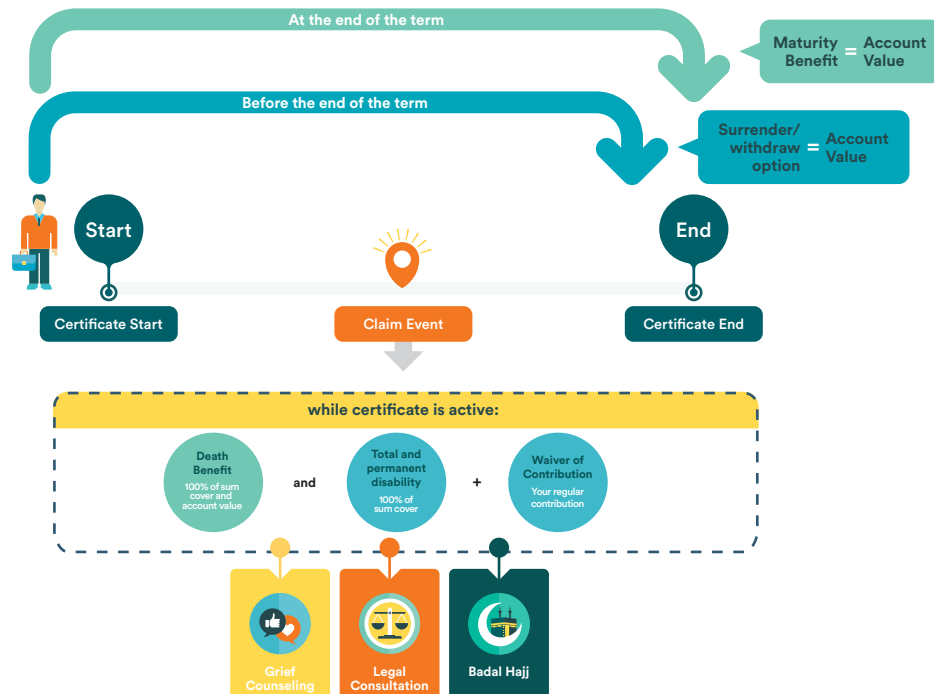 At the end of the term
Maturity
Benefit
=
Account
Value
Before the end of the term
Surrender/
withdraw
option
=
Account
Value
Start
End
Certificate Start
Claim Event
Certificate End
while certificate is active:
Death
Benefit
100% of sum
cover and
account value
and
Total and
permanent
disability
100% of
sum cover
+
Waiver of
Contribution
Your regular
contribution
Grief
Counseling
Legal
Consultation
Badal Hajj